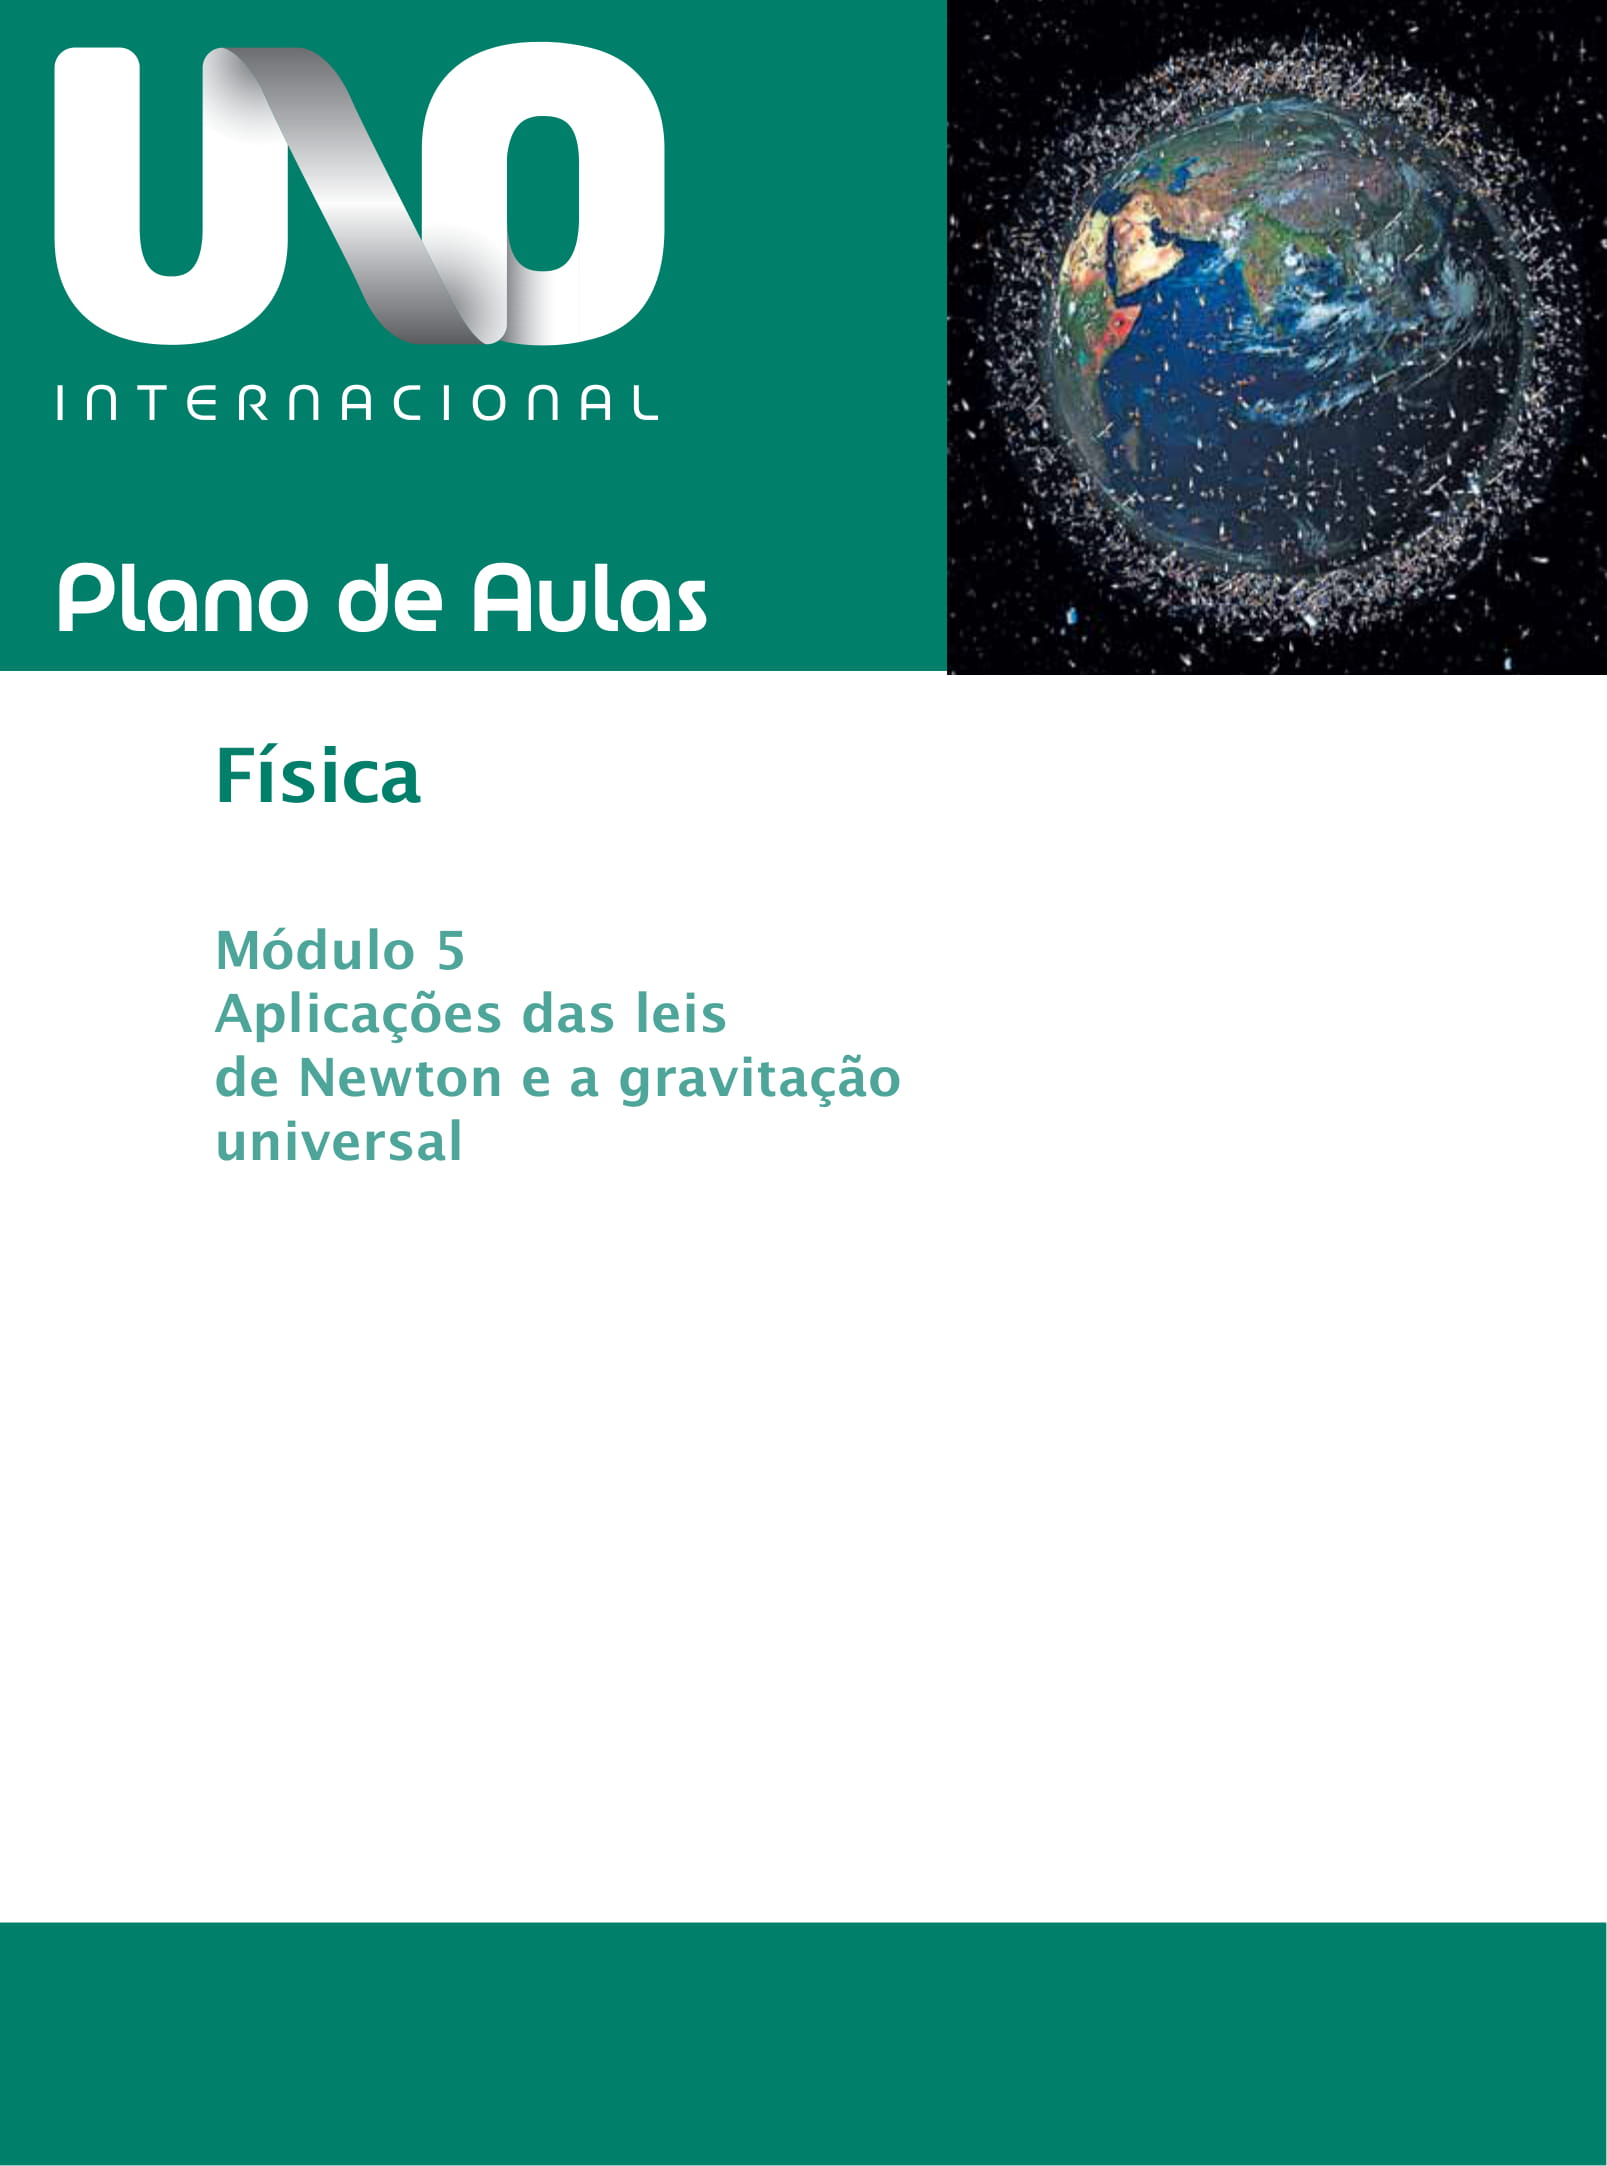 UNO
INTERNACIONAL
Plano de Aulas
Física
Módulo 5
Aplicações das leis
de Newton e a gravitação
universal